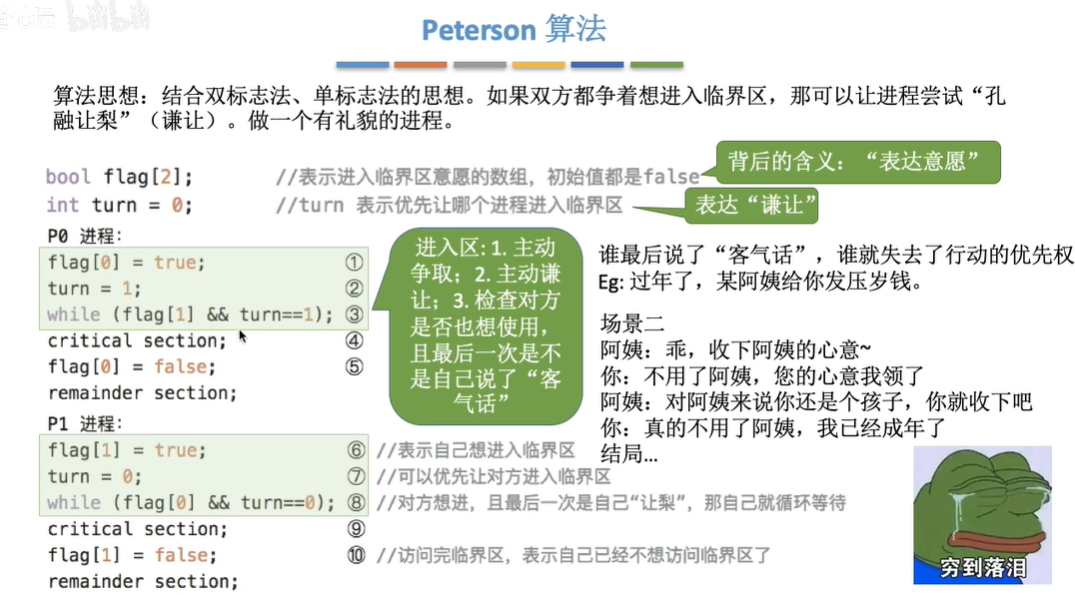 bilibili
Peterson 算法
算法思想：结合双标志法、单标志法的思想。如果双方都争着想进入临界区，那可以让进程尝试“孔
融让梨”（谦让）。做一个有礼貌的进程。
bool flag[2]; //表示进入临界区意愿的数组，初始值都是false
背后的含义：“表达意愿”
int turn = 0; //turn 表示优先让哪个进程进入临界区
表达“谦让”
P0 进程：
flag[0] = true; ①
turn = 1; ②
while (flag[1] && turn==1); ③
critical section; ④
flag[0] = false; ⑤
remainder section;
进入区: 1. 主动
争取；2. 主动谦
让；3. 检查对方
是否也想使用，
且最后一次是不
是自己说了“客
气话”
谁最后说了“客气话”，谁就失去了行动的优先权
Eg: 过年了，某阿姨给你发压岁钱。
场景二
阿姨：乖，收下阿姨的心意~
你：不用了阿姨，您的心意我领了
阿姨：对阿姨来说你还是个孩子，你就收下吧
你：真的不用了阿姨，我已经成年了
结局...
P1 进程：
flag[1] = true; ⑥ //表示自己想进入临界区
turn = 0; ⑦ //可以优先让对方进入临界区
while (flag[0] && turn==0); ⑧ //对方想进，且最后一次是自己“让梨”，那自己就循环等待
critical section; ⑨
flag[1] = false; ⑩ //访问完临界区，表示自己已经不想访问临界区了
remainder section;
穷到落泪